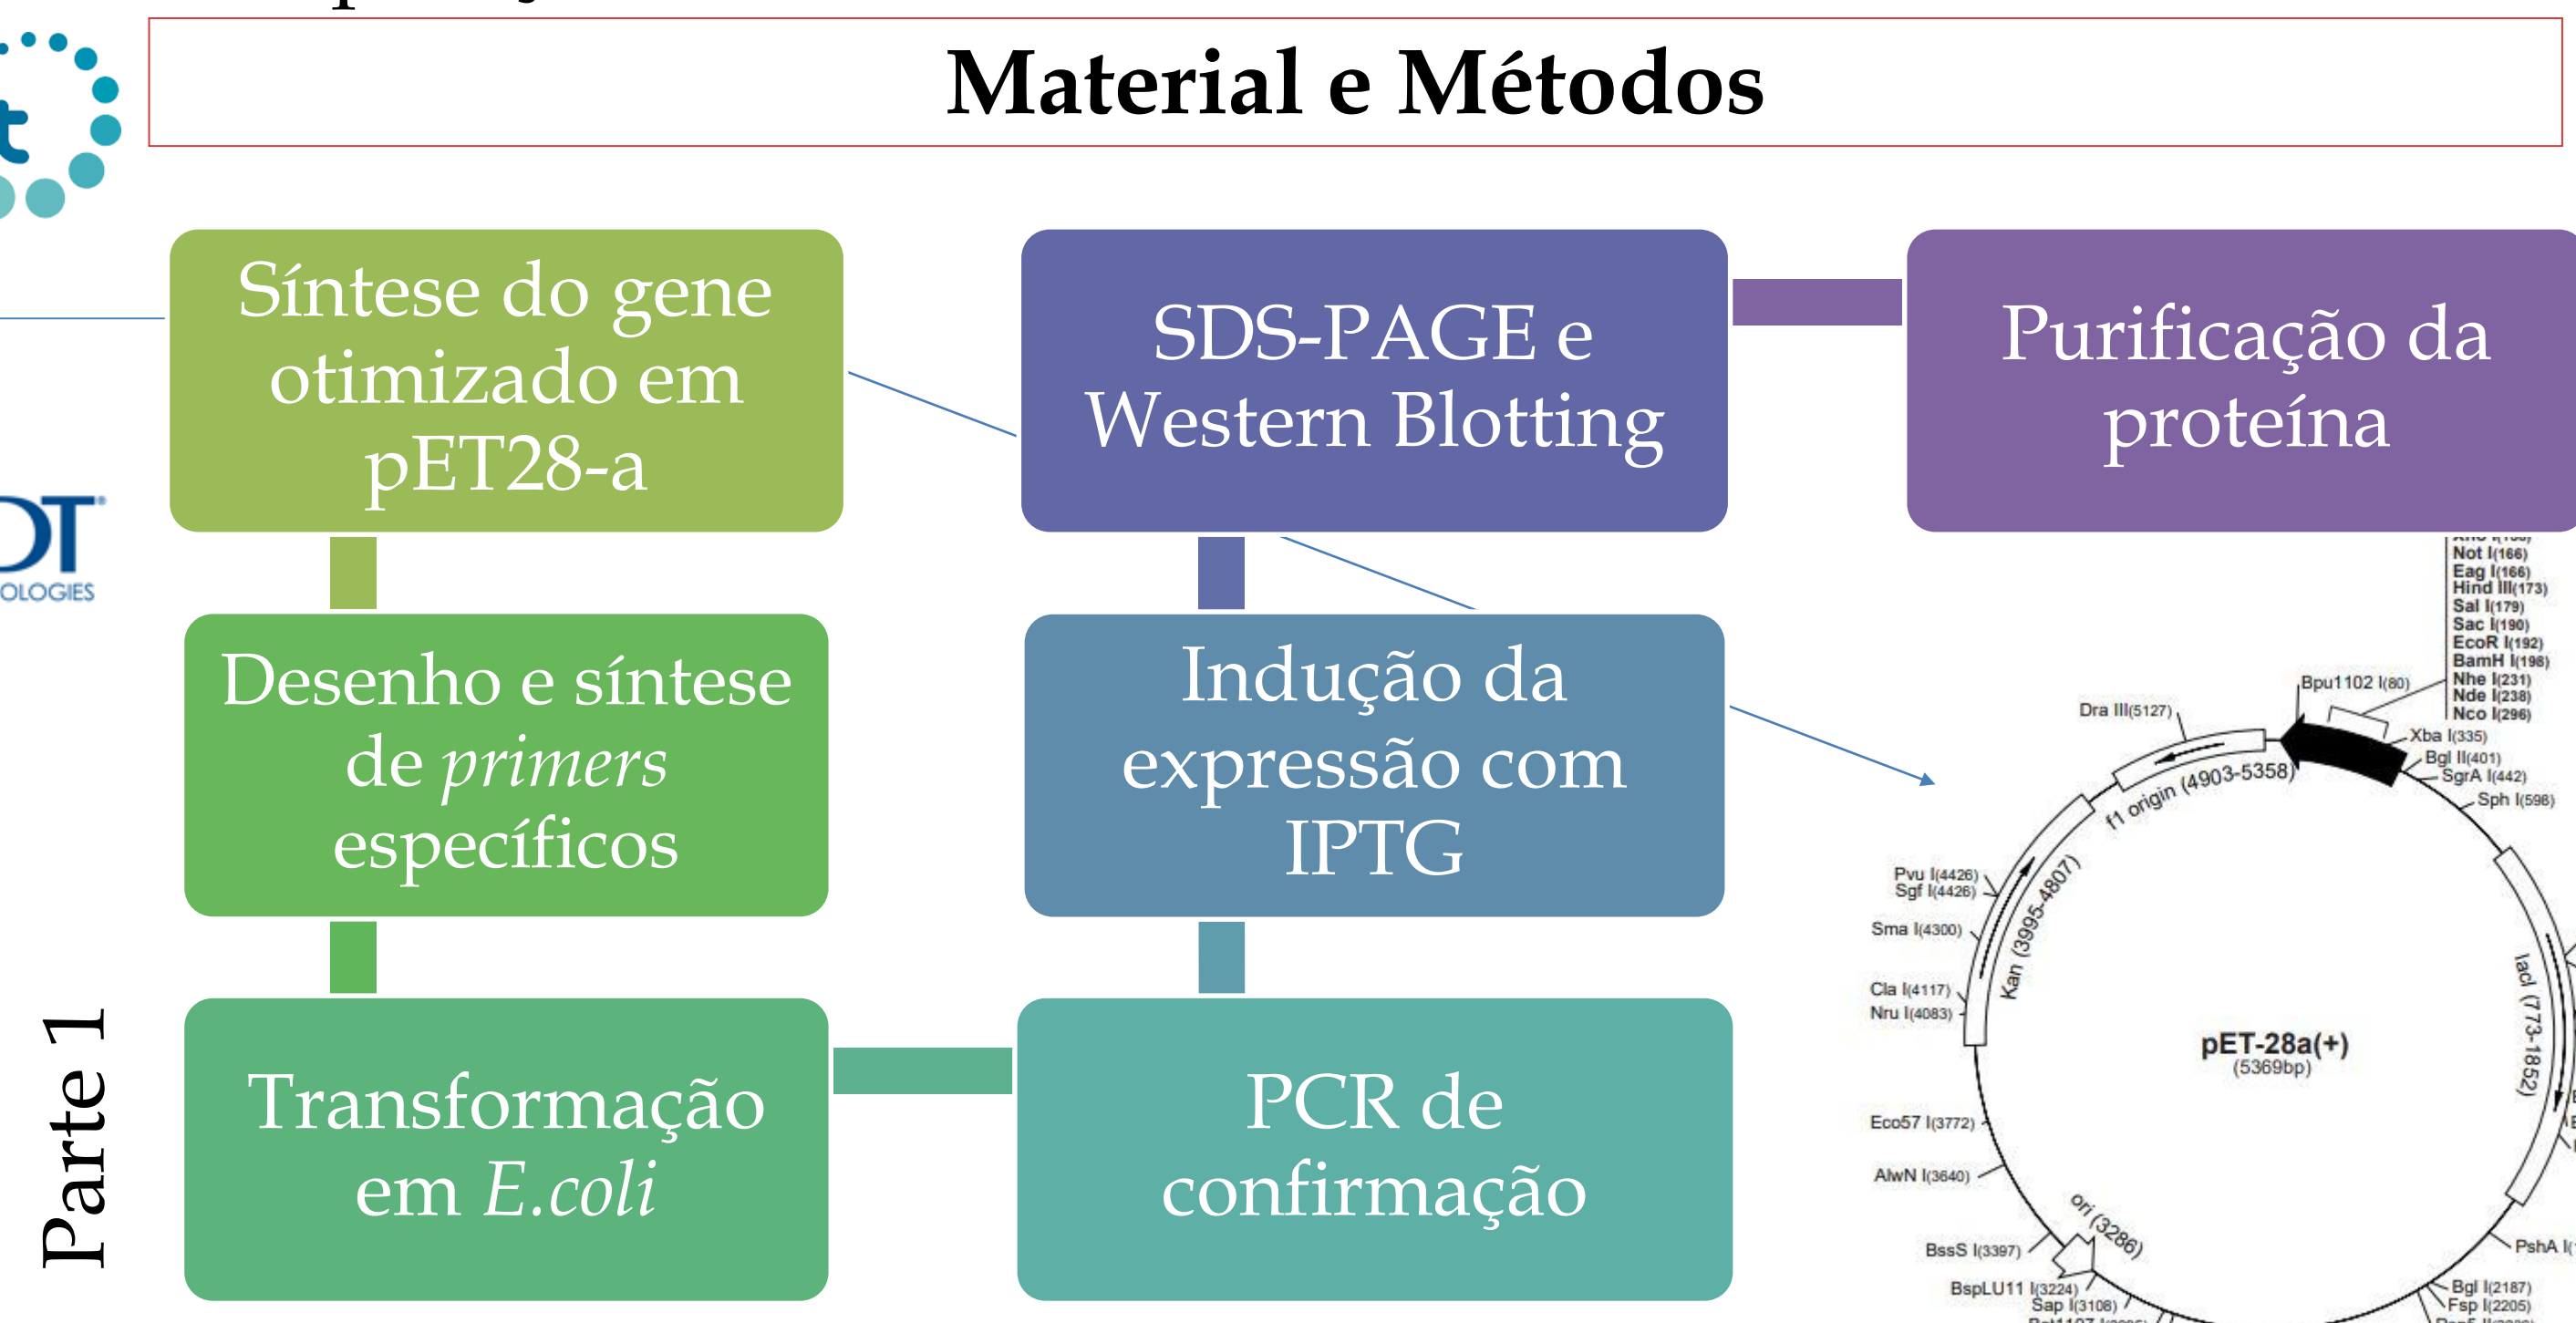 Material e Métodos
t
Síntese do gene
otimizado em
pET28-a
Desenho e síntese
de primers
específicos
Transformação
em E.coli
PCR de
confirmação
Indução da
expressão com
IPTG
SDS-PAGE e
Western Blotting
Purificação da
proteína
DT®
OLOGIES
Parte 1
Not I(166)
Eag I(166)
Hind III(173)
Sal I(179)
Sac I(190)
EcoR I(192)
BamH I(198)
Nhe I(231)
Nde I(238)
Nco I(296)
Bpu1102 I(80)
Dra III(5127)
Xba I(335)
Bgl II(401)
SgrA I(442)
Sph I(598)
f1 origin (4903-5358)
Pvu I(4426)
Sgf I(4426)
Sma I(4300)
Kan (3995-4807)
Cla I(4117)
Nru I(4083)
lacI (773-1852)
pET-28a(+)
(5369bp)
Eco57 I(3772)
AlwN I(3640)
ori (3286)
BssS I(3397)
PshA I(
BspLU11 I(3224)
Sap I(3108)
Bgl I(2187)
Fsp I(2205)